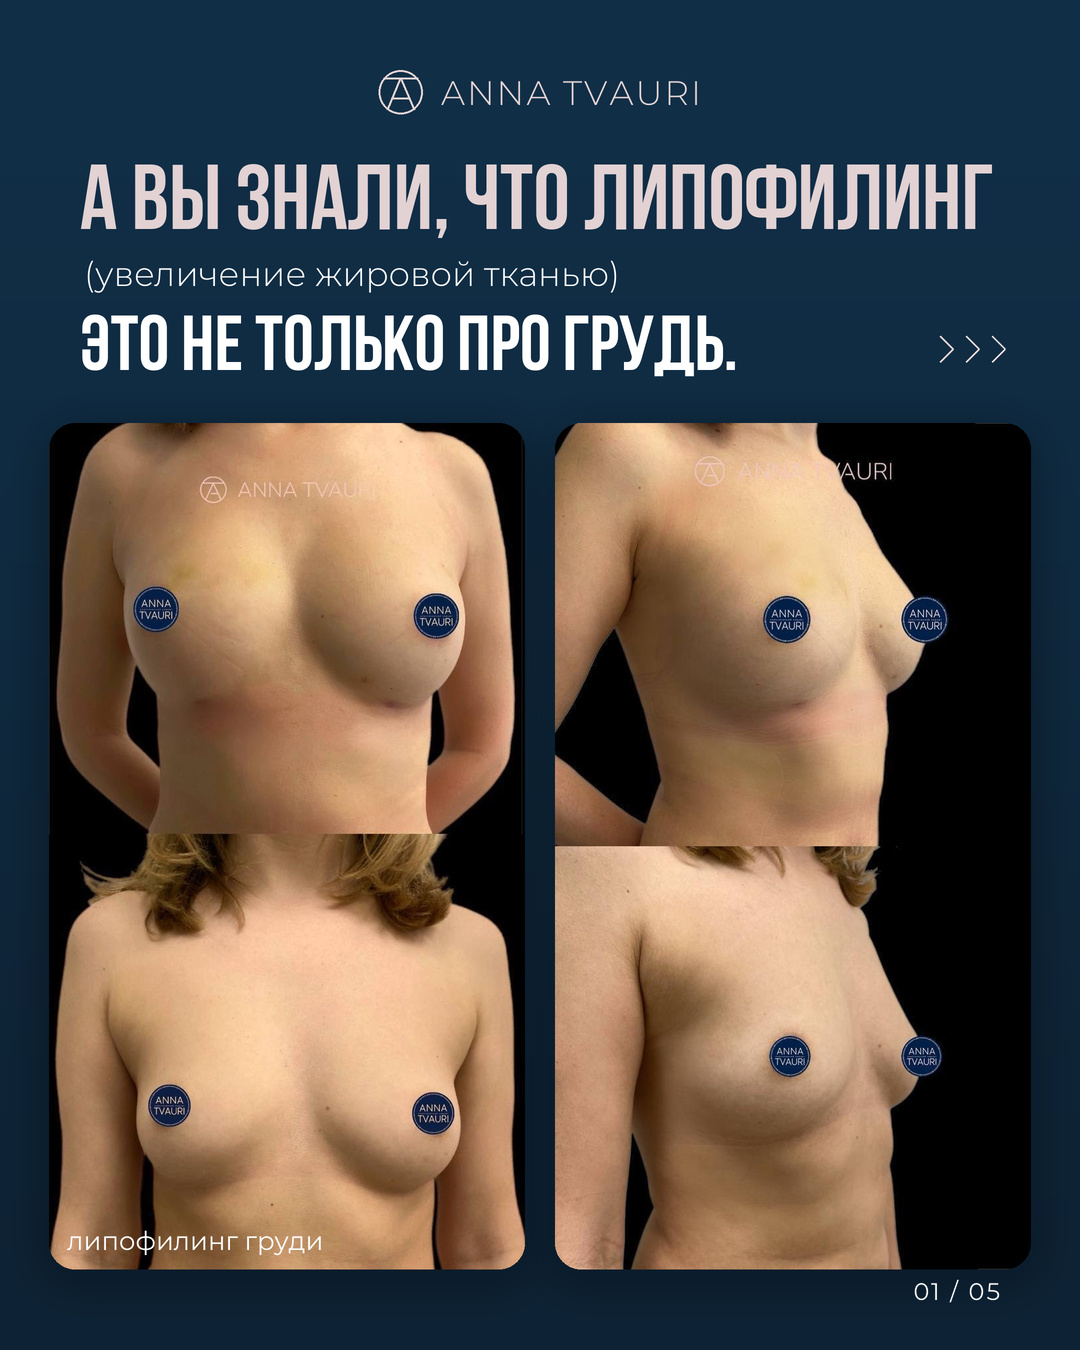 ANNA TVAURI
А ВЫ ЗНАЛИ, ЧТО ЛИПОФИЛИНГ
(увеличение жировой тканью)
ЭТО НЕ ТОЛЬКО ПРО ГРУДЬ.
ANNA TVAURI
ANNA TVAURI
ANNA
TVAURI
ANNA
TVAURI
ANNA
TVAURI
ANNA
TVAURI
ANNA
TVAURI
ANNA
TVAURI
ANNA
TVAURI
ANNA
TVAURI
липофилинг груди
01 / 05